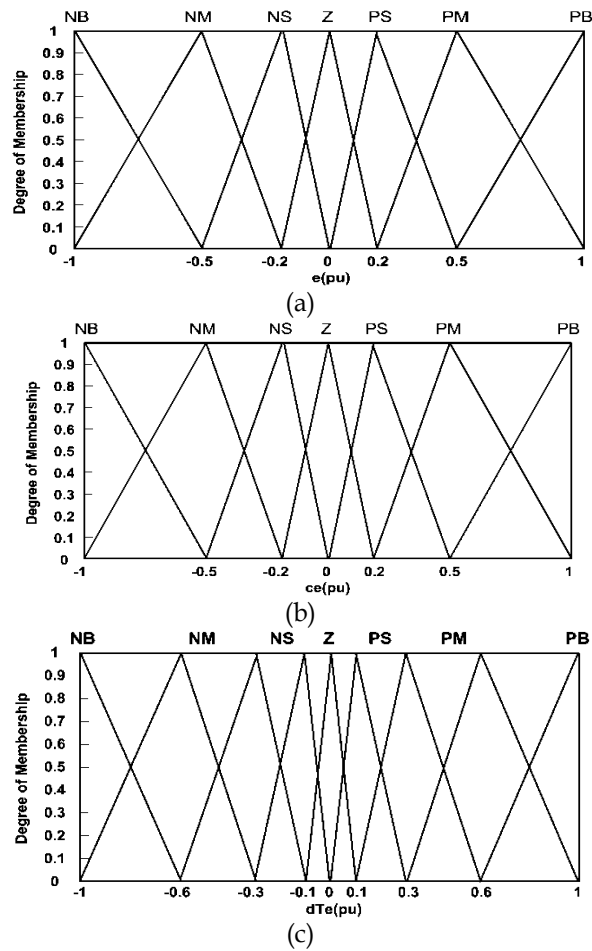 NB NM NS Z PS PM PB
1
0.9
0.8
0.7
0.6
0.5
0.4
0.3
0.2
0.1
0
Degree of Membership
-1 -0.5 -0.2 0 0.2 0.5 1
e(pu)
(a)
NB NM NS Z PS PM PB
1
0.9
0.8
0.7
0.6
0.5
0.4
0.3
0.2
0.1
0
Degree of Membership
-1 -0.5 -0.2 0 0.2 0.5 1
ce(pu)
(b)
NB NM NS Z PS PM PB
1
0.9
0.8
0.7
0.6
0.5
0.4
0.3
0.2
0.1
0
Degree of Membership
-1 -0.6 -0.3 -0.1 0 0.1 0.3 0.6 1
dTe(pu)
(c)